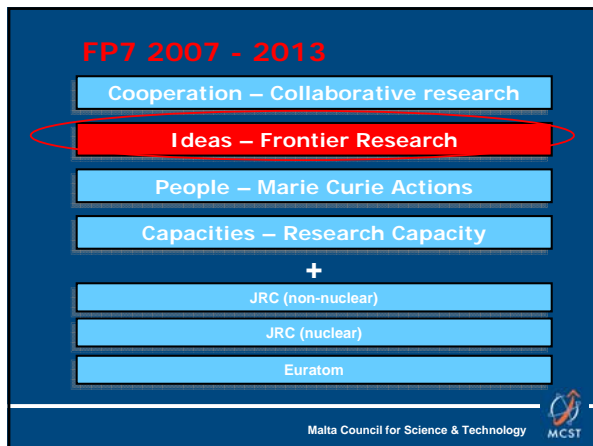 FP7 2007 - 2013
Cooperation – Collaborative research
Ideas – Frontier Research
People – Marie Curie Actions
Capacities – Research Capacity
+
JRC (non-nuclear)
JRC (nuclear)
Euratom
Malta Council for Science & Technology
MCST